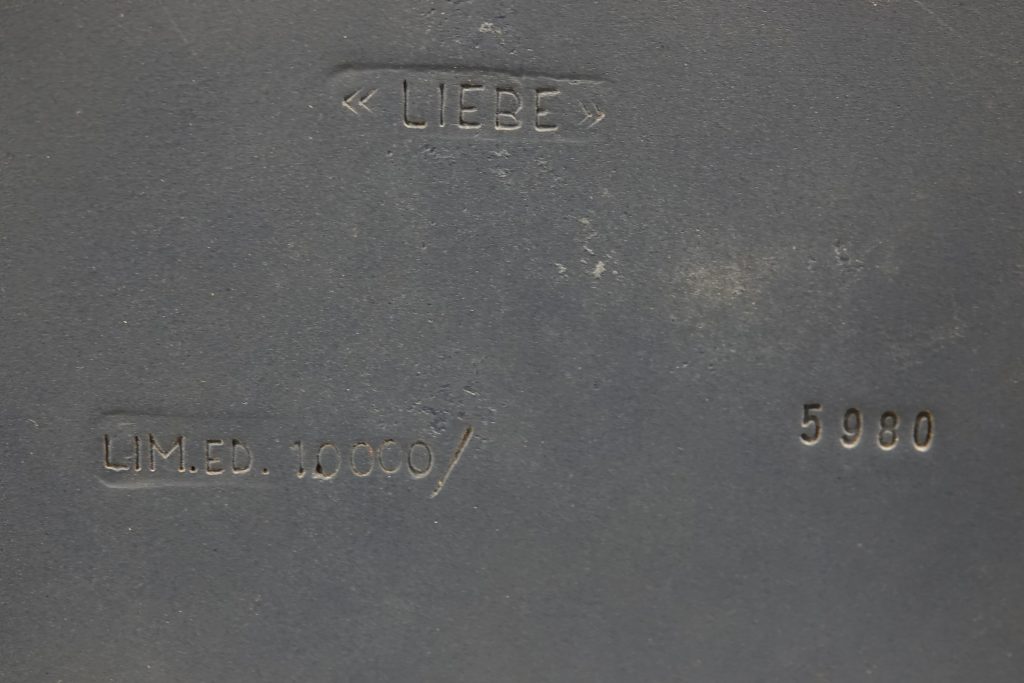 « LIEBE »
LIM.ED. 10000/ 5980